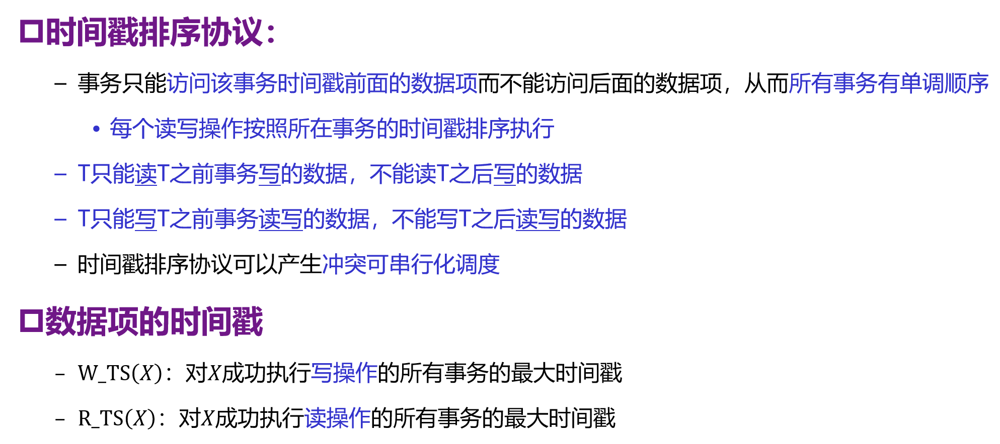 □时间戳排序协议：
– 事务只能访问该事务时间戳前面的数据项而不能访问后面的数据项，从而所有事务有单调顺序
• 每个读写操作按照所在事务的时间戳排序执行
– T只能读T之前事务写的数据，不能读T之后写的数据
– T只能写T之前事务读写的数据，不能写T之后读写的数据
– 时间戳排序协议可以产生冲突可串行化调度
□数据项的时间戳
– W_TS(X)：对X成功执行写操作的所有事务的最大时间戳
– R_TS(X)：对X成功执行读操作的所有事务的最大时间戳